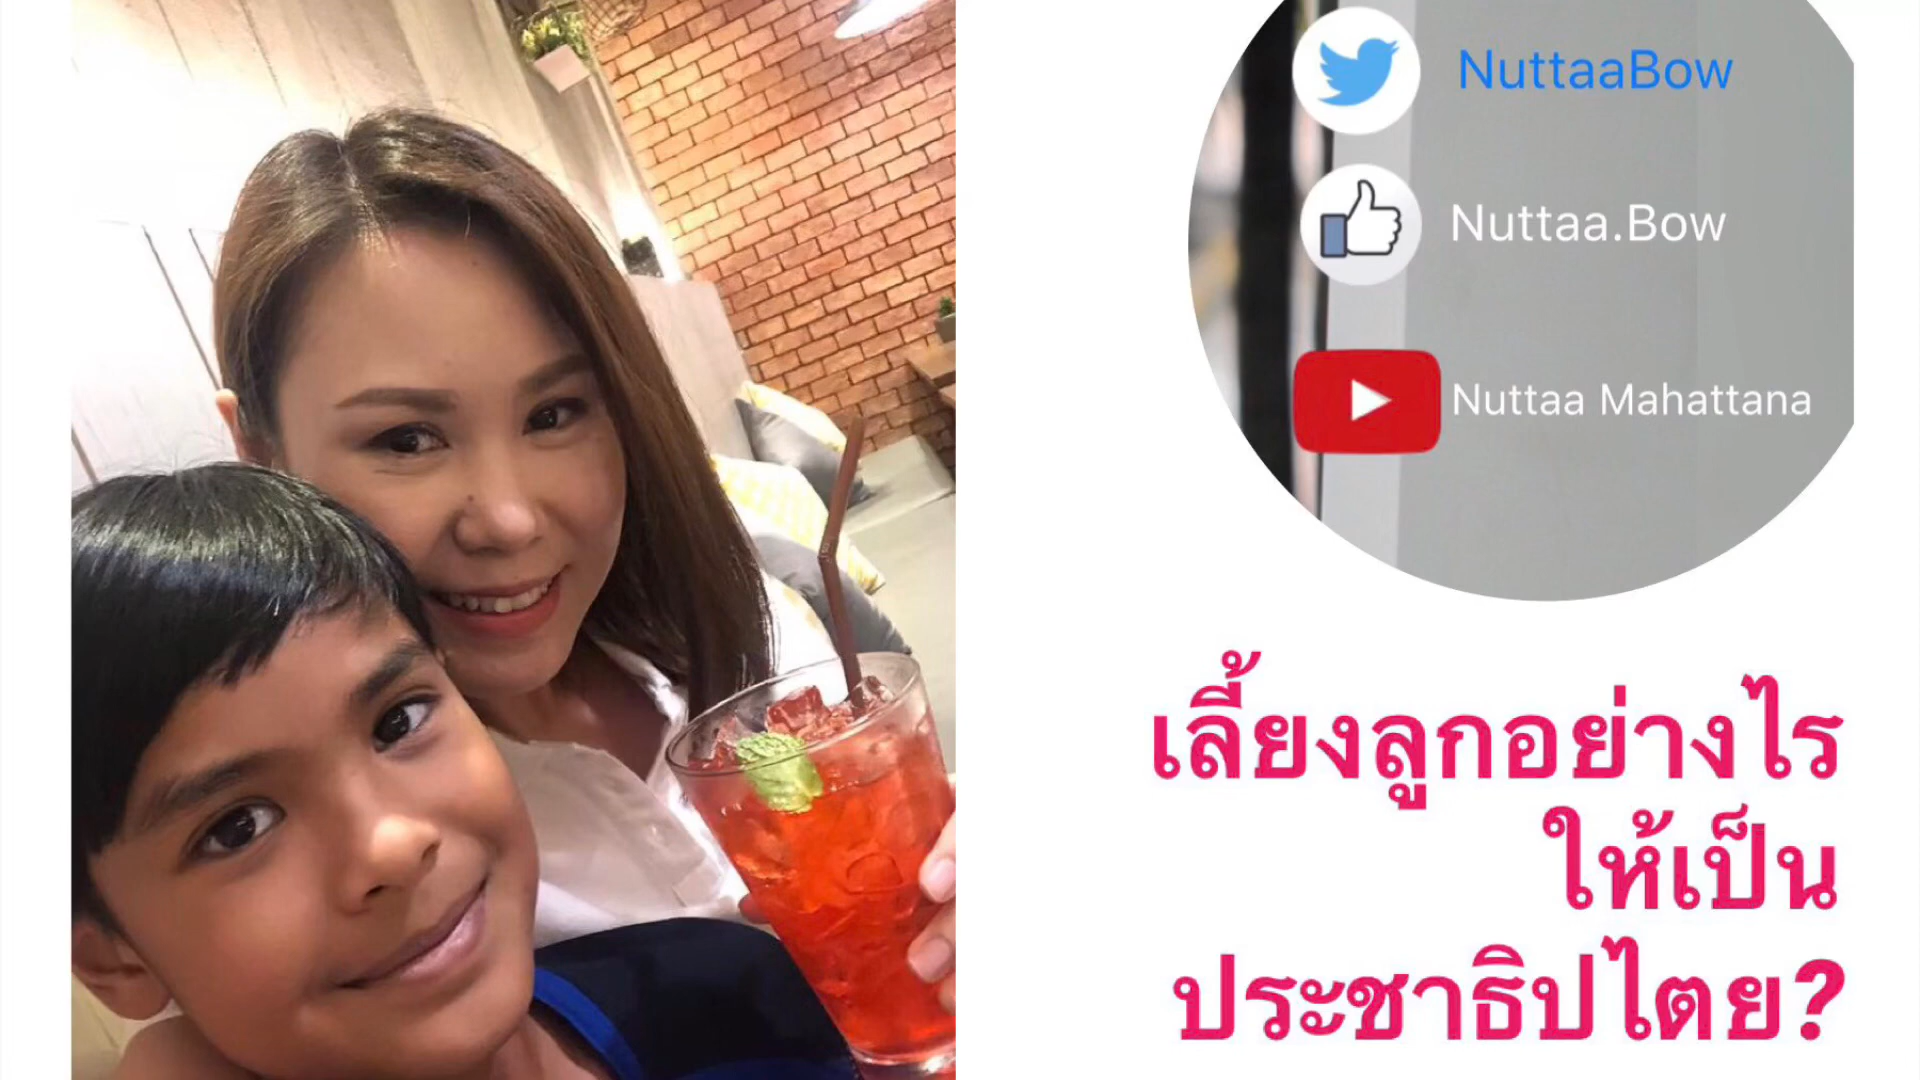 NuttaaBow
Nuttaa.Bow
Nuttaa Mahattana
เลี้ยงลูกอย่างไร
ให้เป็น
ประชาธิปไตย?